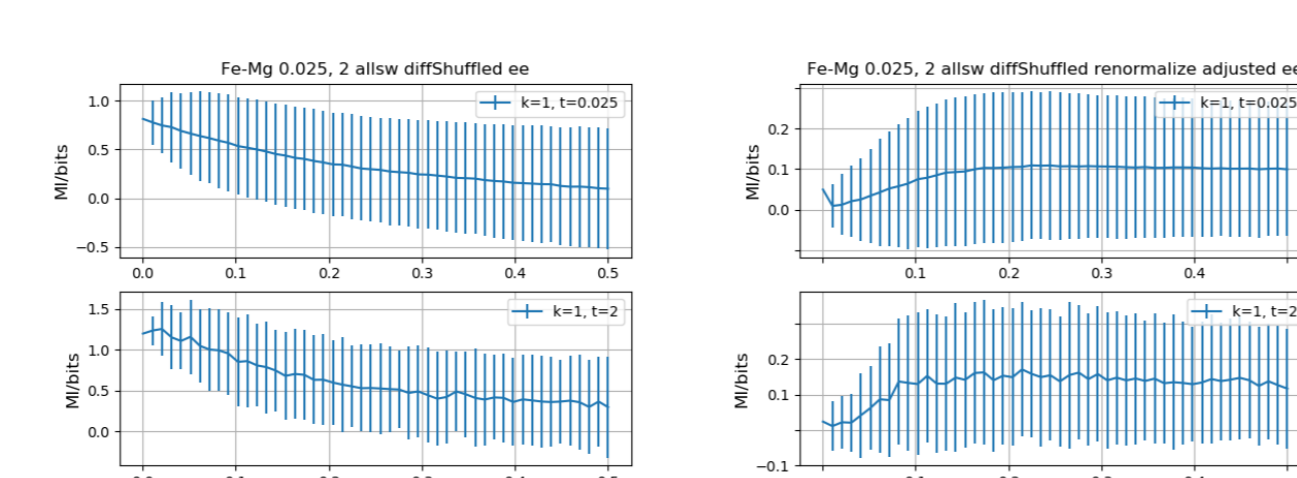 Fe-Mg 0.025, 2 allsw diffShuffled ee
Fe-Mg 0.025, 2 allsw diffShuffled renormalize adjusted ee
1.0
0.5
0.0
−0.5
MI/bits
k=1, t=0.025
0.0 0.1 0.2 0.3 0.4 0.5
0.2
0.1
0.0
MI/bits
k=1, t=0.025
0.1 0.2 0.3 0.4
1.5
1.0
0.5
0.0
MI/bits
k=1, t=2
0.2
0.1
−0.1
MI/bits
k=1, t=2